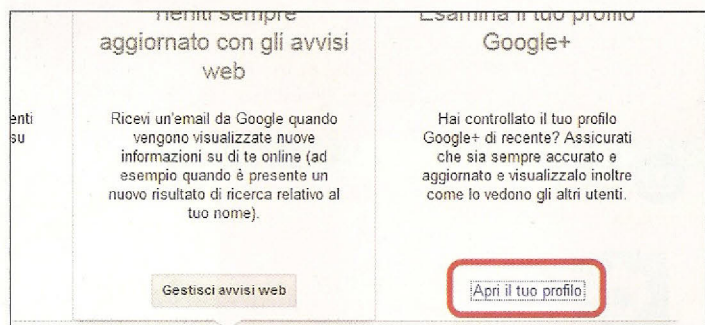 Tieniti sempre
aggiornato con gli avvisi
web
Ricevi un'email da Google quando
vengono visualizzate nuove
informazioni su di te online (ad
esempio quando è presente un
nuovo risultato di ricerca relativo al
tuo nome).
Gestisci avvisi web
Esamina il tuo profilo
Google+
Hai controllato il tuo profilo
Google+ di recente? Assicurati
che sia sempre accurato e
aggiornato e visualizzalo inoltre
come lo vedono gli altri utenti.
Apri il tuo profilo
enti
su